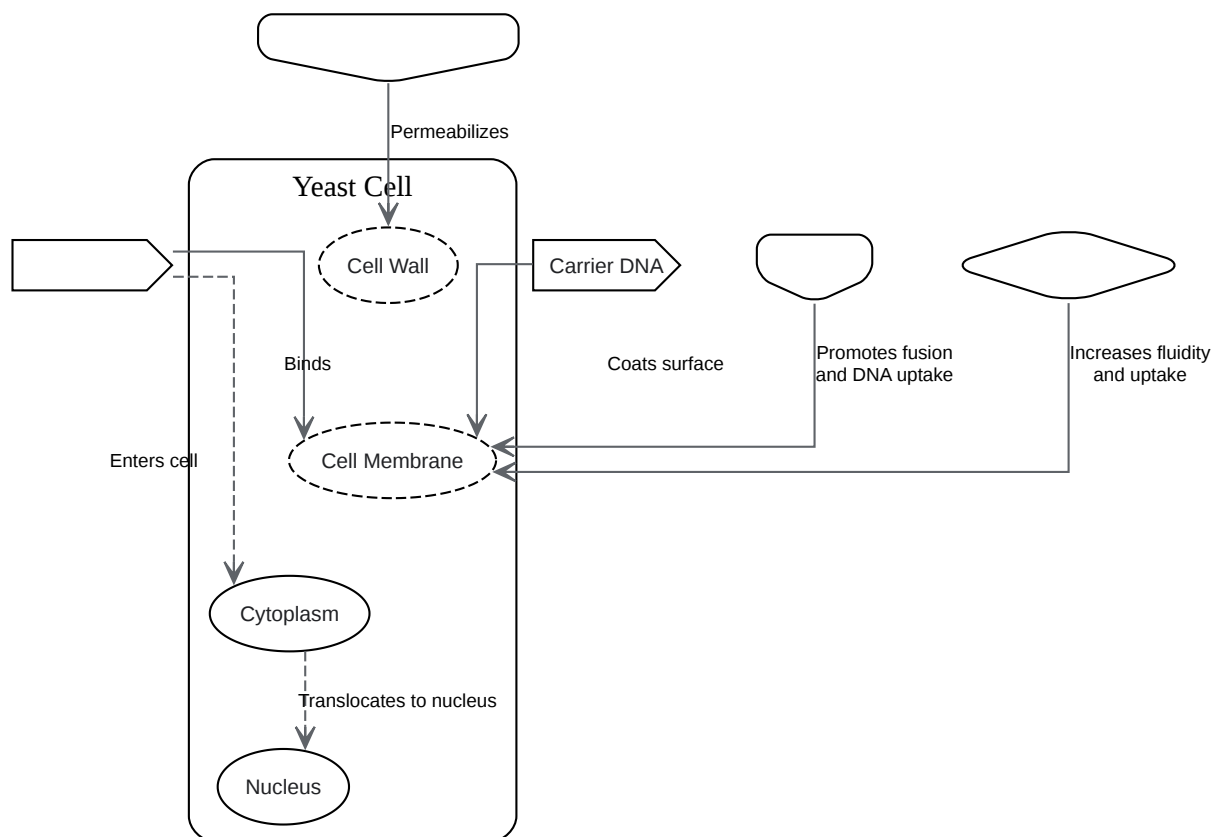 Permeabilizes
Yeast Cell
Cell Wall
Carrier DNA
Binds
Coats surface
Promotes fusion
and DNA uptake
Increases fluidity
and uptake
Enters cell
Cell Membrane
Cytoplasm
Translocates to nucleus
Nucleus